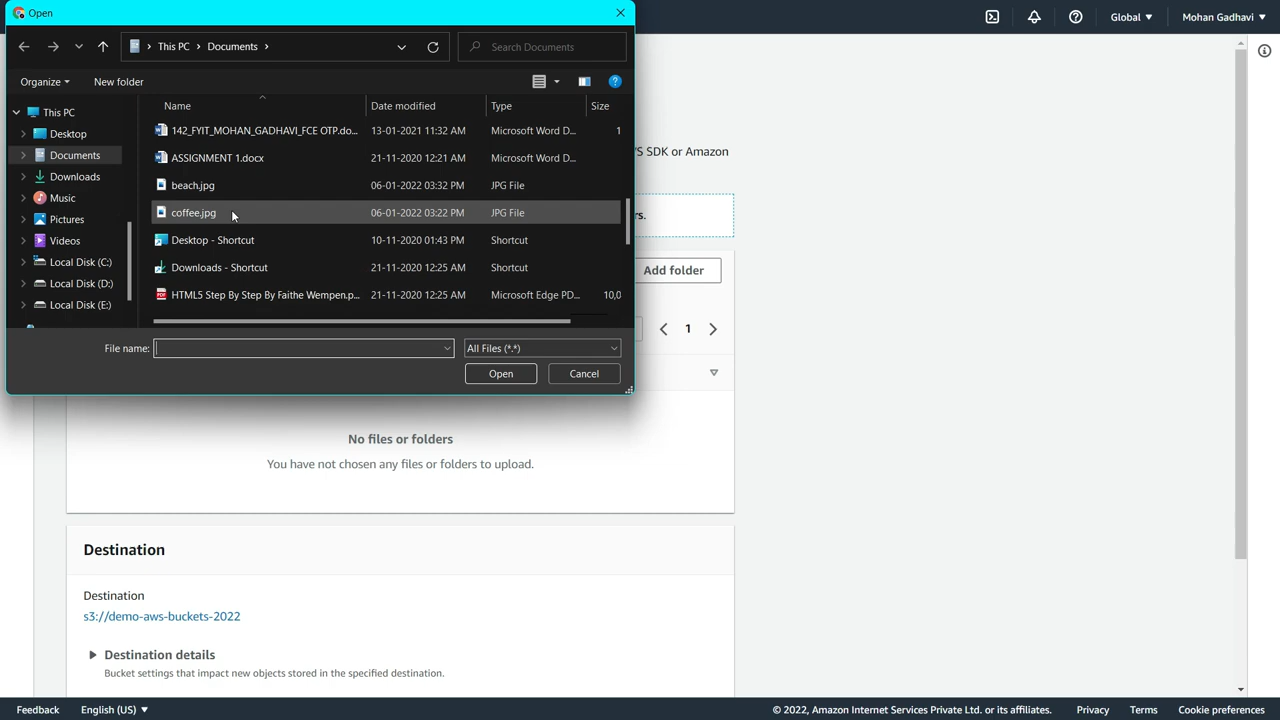 Open
Global
Mohan Gadhavi
This PC
Documents
Search Documents
Organize
New folder
Name
Date modified
Type
Size
This PC
Desktop
Documents
Downloads
Music
Pictures
Videos
Local Disk (C:)
Local Disk (D:)
Local Disk (E:)
142_FYIT_MOHAN_GADHAVI_FCE OTP.do... 13-01-2021 11:32 AM Microsoft Word D... 1
ASSIGNMENT 1.docx 21-11-2020 12:21 AM Microsoft Word D...
beach.jpg 06-01-2022 03:32 PM JPG File
coffee.jpg 06-01-2022 03:22 PM JPG File
Desktop - Shortcut 10-11-2020 01:43 PM Shortcut
Downloads - Shortcut 21-11-2020 12:25 AM Shortcut
HTML5 Step By Step By Faithe Wempen.p... 21-11-2020 12:25 AM Microsoft Edge PD... 10,0
File name:
All Files (*.*)
Open
Cancel
SDK or Amazon
rs.
Add folder
1
No files or folders
You have not chosen any files or folders to upload.
Destination
Destination
s3://demo-aws-buckets-2022
Destination details
Bucket settings that impact new objects stored in the specified destination.
Feedback
English (US)
© 2022, Amazon Internet Services Private Ltd. or its affiliates.
Privacy
Terms
Cookie preferences